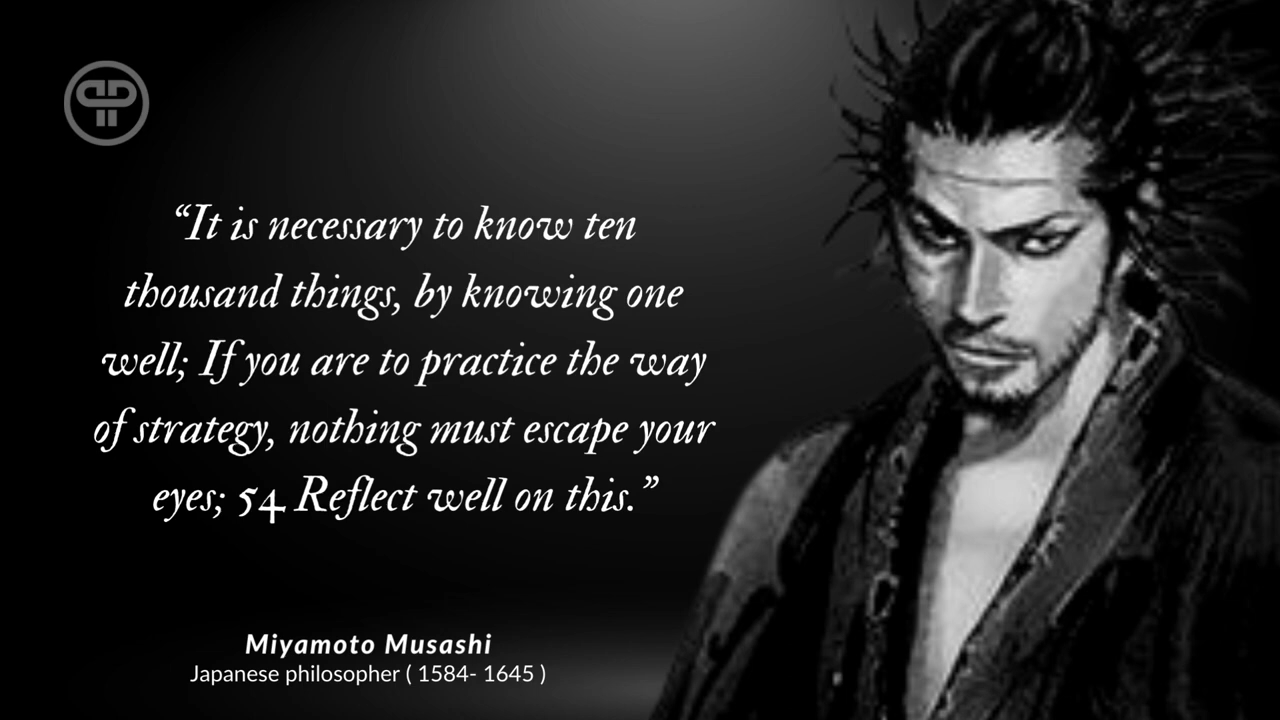 “It is necessary to know ten
thousand things, by knowing one
well; If you are to practice the way
of strategy, nothing must escape your
eyes; 54 Reflect well on this.”
Miyamoto Musashi
Japanese philosopher ( 1584- 1645 )